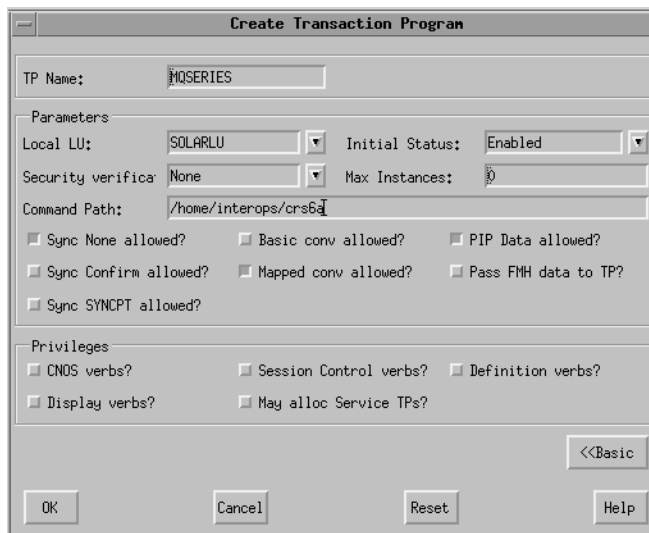 Create Transaction Program
TP Name: MQSERIES
Parameters
Local LU: SOLARLU Initial Status: Enabled
Security verificat None Max Instances: 0
Command Path: /home/interops/crs6a
Sync None allowed? Basic conv allowed? PIP Data allowed?
Sync Confirm allowed? Mapped conv allowed? Pass FMH data to TP?
Sync SYNCPT allowed?
Privileges
CNOS verbs? Session Control verbs? Definition verbs?
Display verbs? May alloc Service TPs?
<<Basic
OK Cancel Reset Help